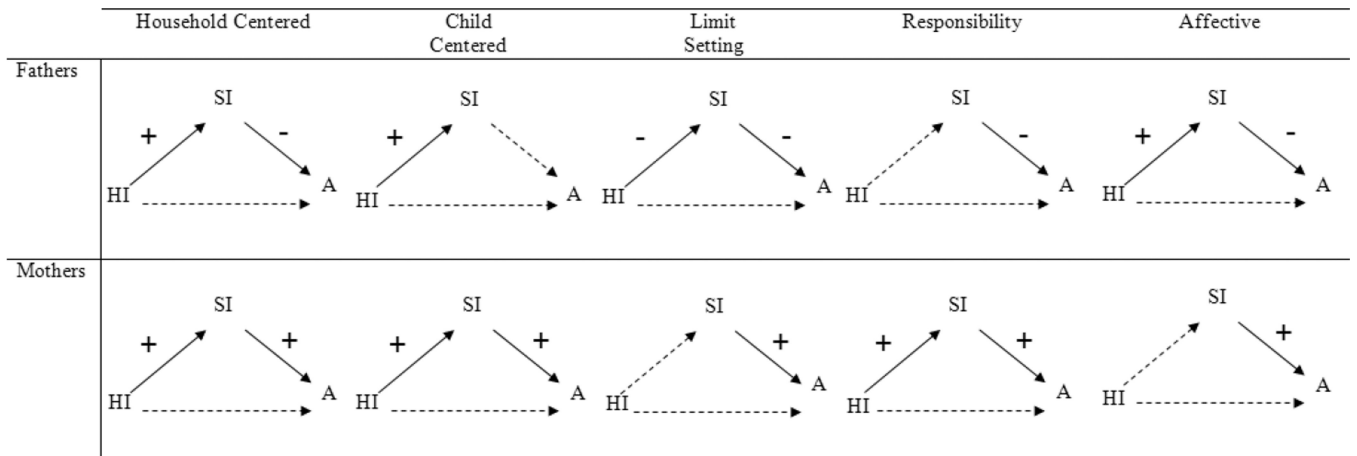 Household Centered
Child
Centered
Limit
Setting
Responsibility
Affective
Fathers
SI
+
-
HI
A
SI
+
HI
A
SI
-
-
HI
A
SI
-
HI
A
SI
+
-
HI
A
Mothers
SI
+
+
HI
A
SI
+
+
HI
A
SI
+
HI
A
SI
+
+
HI
A
SI
+
HI
A